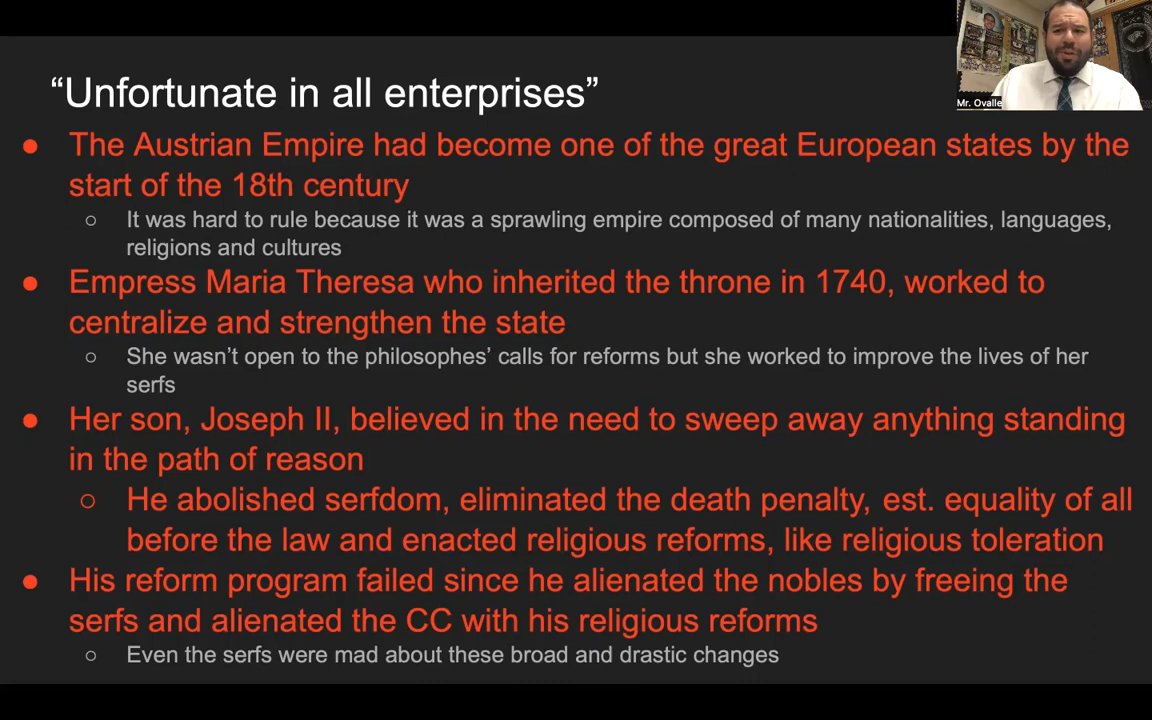 “Unfortunate in all enterprises”
Mr. Ovalle
● The Austrian Empire had become one of the great European states by the
start of the 18th century
○ It was hard to rule because it was a sprawling empire composed of many nationalities, languages,
religions and cultures
● Empress Maria Theresa who inherited the throne in 1740, worked to
centralize and strengthen the state
○ She wasn’t open to the philosophes’ calls for reforms but she worked to improve the lives of her
serfs
● Her son, Joseph II, believed in the need to sweep away anything standing
in the path of reason
○ He abolished serfdom, eliminated the death penalty, est. equality of all
before the law and enacted religious reforms, like religious toleration
● His reform program failed since he alienated the nobles by freeing the
serfs and alienated the CC with his religious reforms
○ Even the serfs were mad about these broad and drastic changes